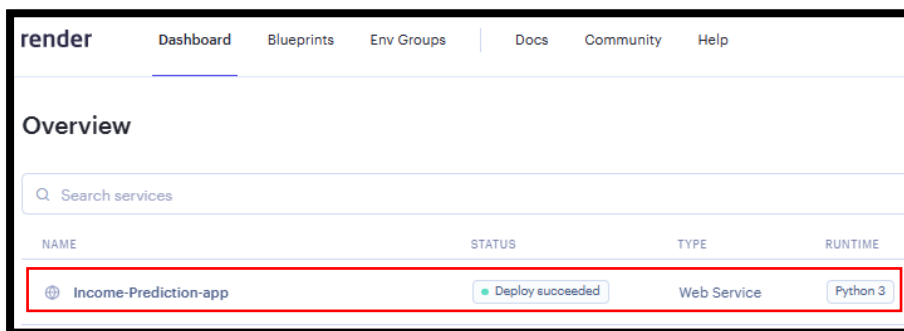 render Dashboard Blueprints Env Groups Docs Community Help
Overview
Search services
NAME STATUS TYPE RUNTIME
Income-Prediction-app Deploy succeeded Web Service Python 3